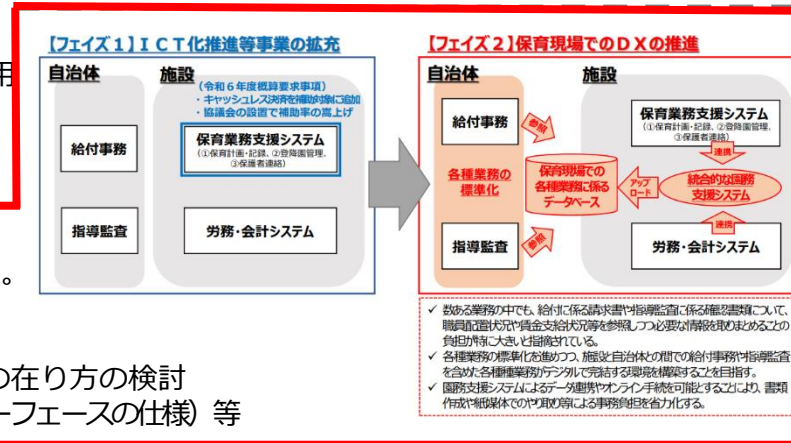 用
。
の在り方の検討
ーフェースの仕様）等
【フェイズ１】ＩＣＴ化推進等事業の拡充
自治体
施設
（令和６年度概算要求事項）
・キャッシュレス決済を補助対象に追加
・協議会の設置で補助率の嵩上げ
給付事務
保育業務支援システム
（①保育計画・記録、②登降園管理、
③保護者連絡）
指導監査
労務・会計システム
【フェイズ２】保育現場でのＤＸの推進
自治体
施設
給付事務
参照
保育業務支援システム
（①保育計画・記録、②登降園管理、
③保護者連絡）
連携
各種業務の
標準化
保育現場での
各種業務に係る
データベース
アップ
ロード
統合的な園務
支援システム
連携
指導監査
参照
労務・会計システム
✓ 数ある業務の中でも、給付に係る請求書や指導監査に係る確認書類について、
職員配置状況や賃金支給状況等を参照しつつ必要な情報を取りまとめることの
負担が特に大きいと指摘されている。
✓ 各種業務の標準化を進めつつ、施設と自治体との間での給付事務や指導監査
を含めた各種種業務がデジタルで完結する環境を構築することを目指す。
✓ 園務支援システムによるデータ連携やオンライン手続を可能とすることにより、書類
作成や紙媒体でのやり取り等による事務負担を省力化する。